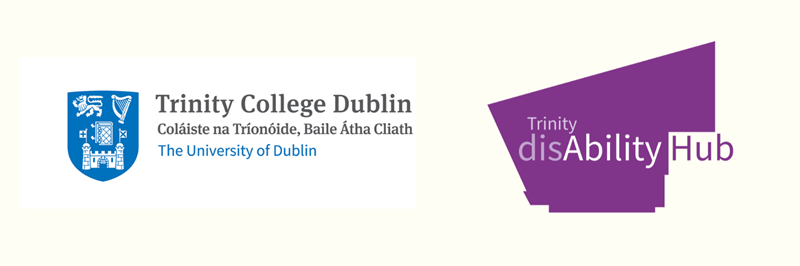 Trinity College Dublin
Coláiste na Tríonóide, Baile Átha Cliath
The University of Dublin
Trinity
disAbility Hub